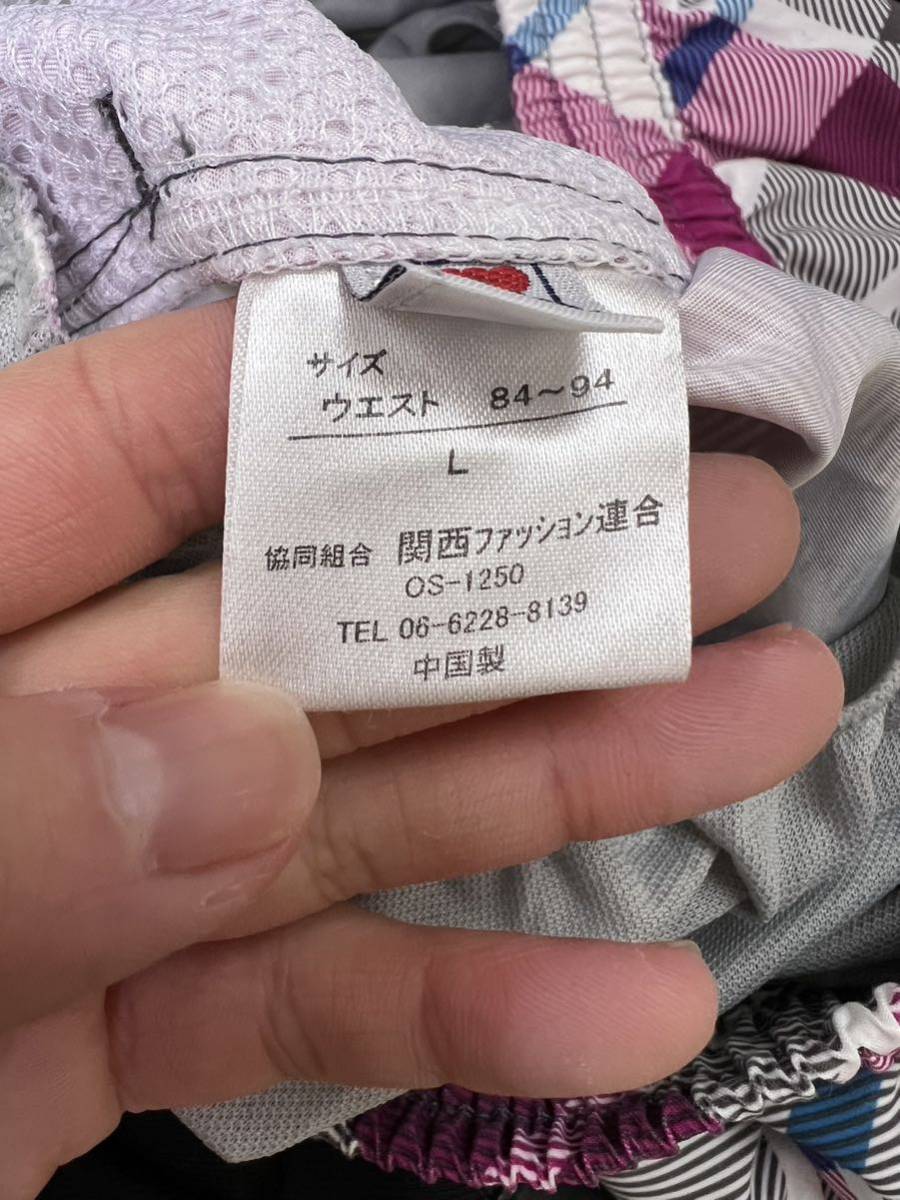 サイズ
ウエスト 84～94
L
協同組合 関西ファッション連合
OS-1250
TEL 06-6228-8139
中国製